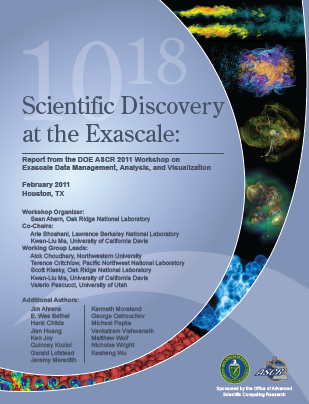 10 18
Scientific Discovery
at the Exascale:
Report from the DOE ASCR 2011 Workshop on
Exascale Data Management, Analysis, and Visualization
February 2011
Houston, TX
Workshop Organizer:
Sean Ahern, Oak Ridge National Laboratory
Co-Chairs:
Arie Shoshani, Lawrence Berkeley National Laboratory
Kwan-Liu Ma, University of California Davis
Working Group Leads:
Alok Choudhary, Northwestern University
Terence Critchlow, Pacific Northwest National Laboratory
Scott Klasky, Oak Ridge National Laboratory
Kwan-Liu Ma, University of California Davis
Valerio Pascucci, University of Utah
Additional Authors:
Jim Ahrens
E. Wes Bethel
Hank Childs
Jian Huang
Ken Joy
Quincey Koziol
Gerald Lofstead
Jeremy Meredith
Kenneth Moreland
George Ostrouchov
Michael Papka
Venkatram Vishwanath
Matthew Wolf
Nicholas Wright
Kesheng Wu
ASCR
Sponsored by the Office of Advanced
Scientific Computing Research